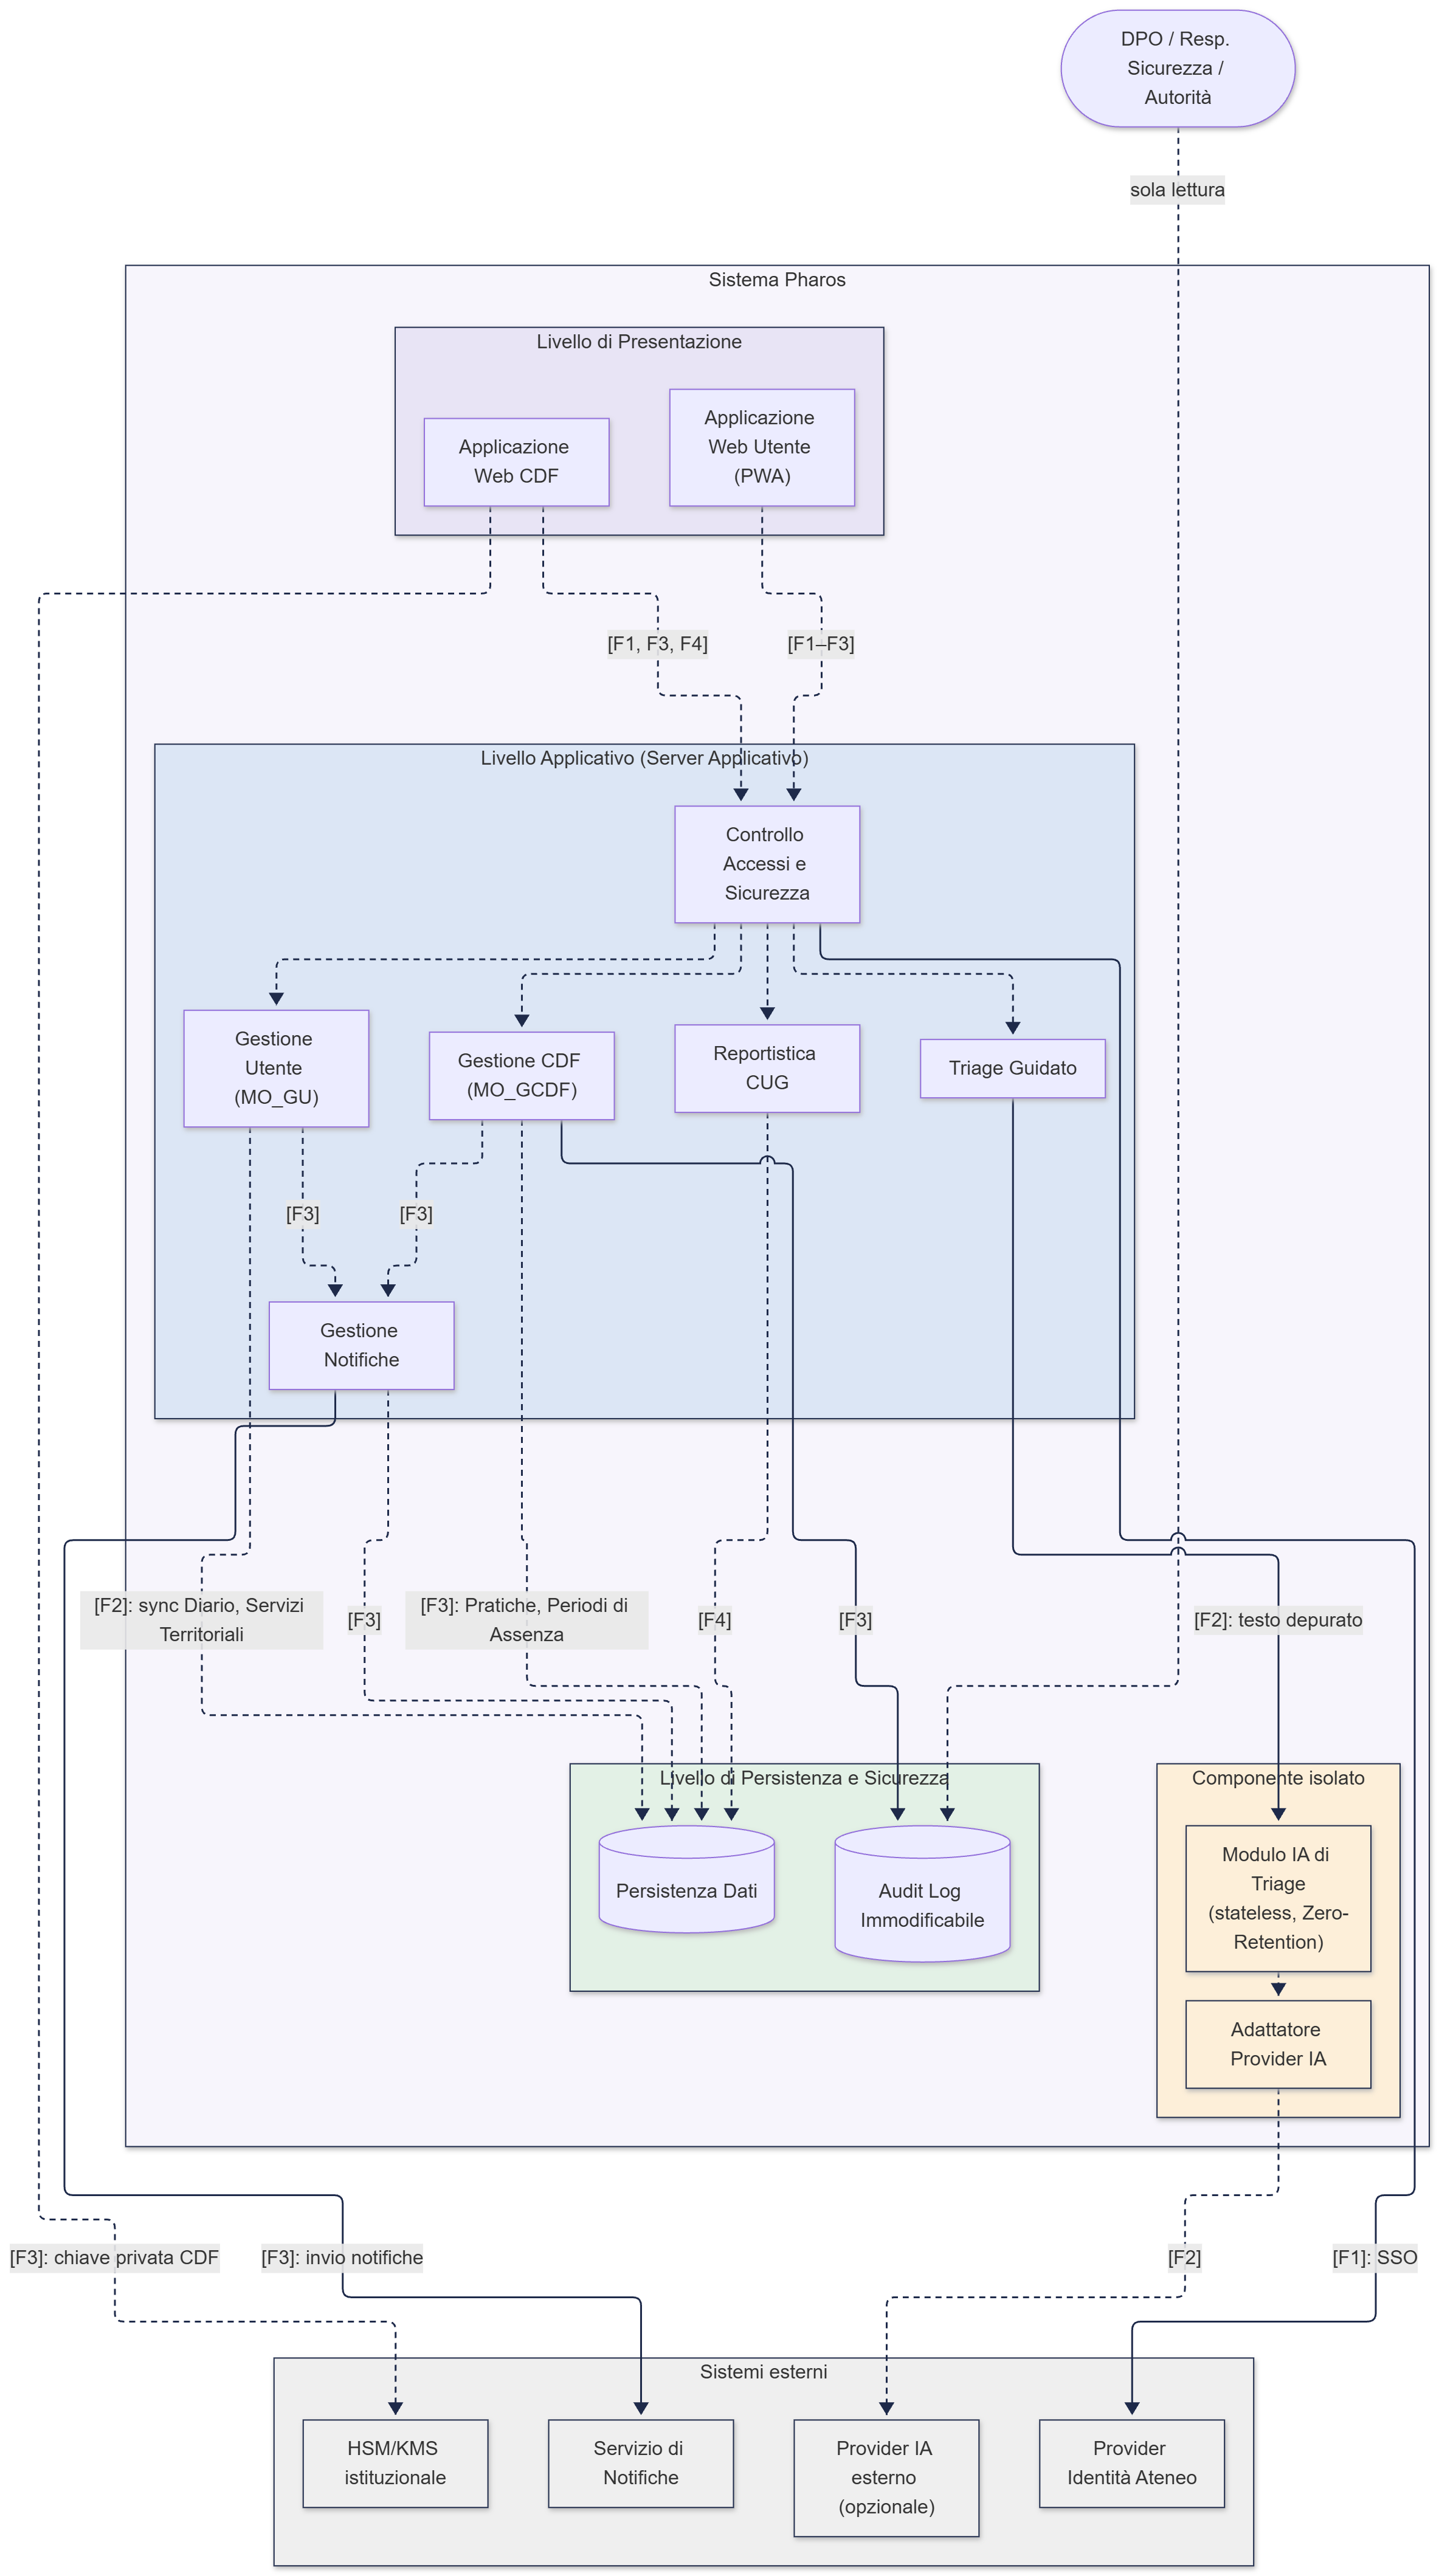 DPO / Resp.
Sicurezza /
Autorità
sola lettura
Sistema Pharos
Livello di Presentazione
Applicazione
Web CDF
Applicazione
Web Utente
(PWA)
[F1, F3, F4]
[F1–F3]
Livello Applicativo (Server Applicativo)
Controllo
Accessi e
Sicurezza
Gestione
Utente
(MO_GU)
Gestione CDF
(MO_GCDF)
Reportistica
CUG
Triage Guidato
[F3]
[F3]
Gestione
Notifiche
[F2]: sync Diario, Servizi
Territoriali
[F3]
[F3]: Pratiche, Periodi di
Assenza
[F4]
[F3]
[F2]: testo depurato
Livello di Persistenza e Sicurezza
Persistenza Dati
Audit Log
Immodificabile
Componente isolato
Modulo IA di
Triage
(stateless, Zero-
Retention)
Adattatore
Provider IA
[F3]: chiave privata CDF
[F3]: invio notifiche
[F2]
[F1]: SSO
Sistemi esterni
HSM/KMS
istituzionale
Servizio di
Notifiche
Provider IA
esterno
(opzionale)
Provider
Identità Ateneo